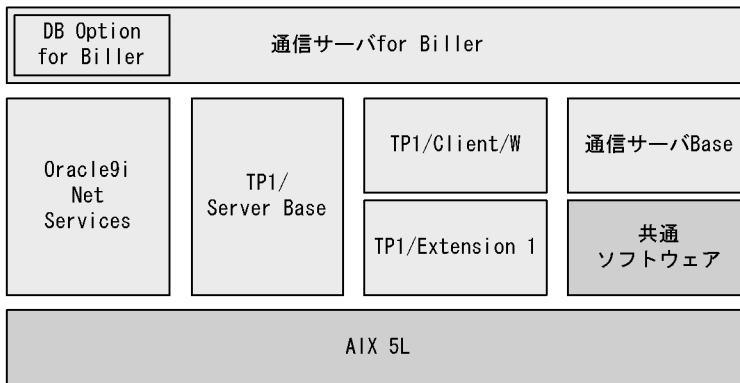 DB Option
for Biller
通信サーバfor Biller
Oracle9i
Net
Services
TP1/
Server Base
TP1/Client/W
TP1/Extension 1
通信サーバBase
共通
ソフトウェア
AIX 5L